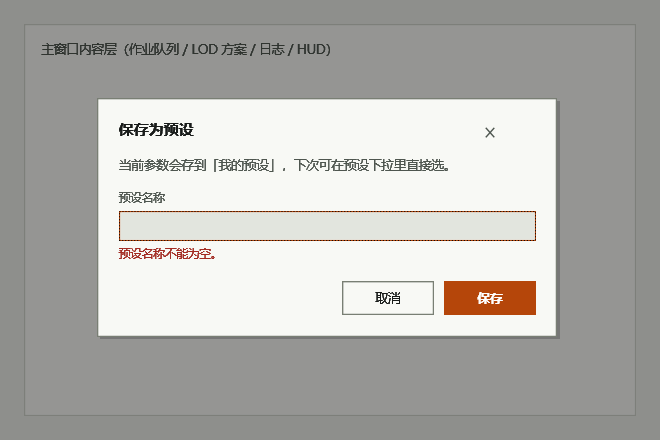 主窗口内容层（作业队列 / LOD 方案 / 日志 / HUD）
保存为预设
×
当前参数会存到「我的预设」，下次可在预设下拉里直接选。
预设名称
预设名称不能为空。
取消
保存